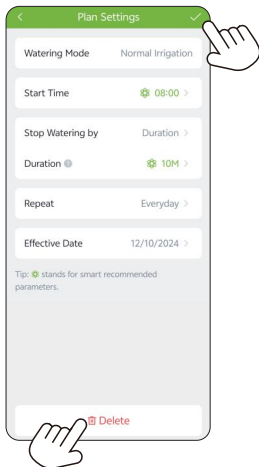 Plan Settings
Watering Mode Normal Irrigation
Start Time 08:00 >
Stop Watering by Duration >
Duration ? 10M >
Repeat Everyday >
Effective Date 12/10/2024 >
Tip: stands for smart recommended
parameters.
Delete